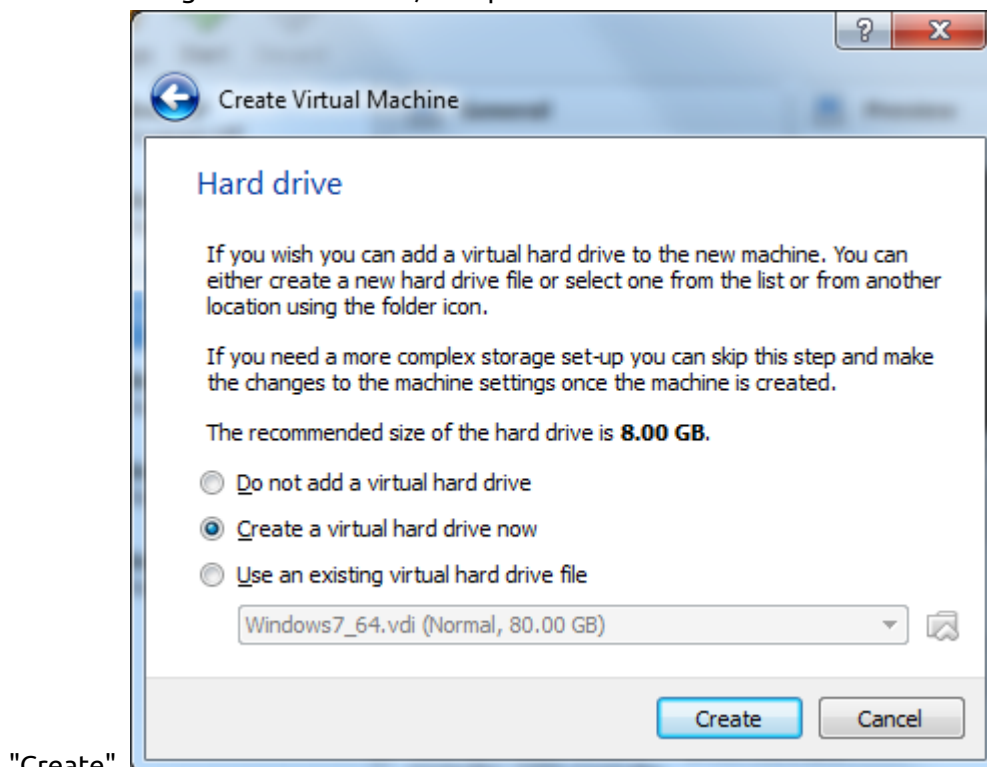 Create Virtual Machine
Hard drive
If you wish you can add a virtual hard drive to the new machine. You can
either create a new hard drive file or select one from the list or from another
location using the folder icon.
If you need a more complex storage set-up you can skip this step and make
the changes to the machine settings once the machine is created.
The recommended size of the hard drive is 8.00 GB.
Do not add a virtual hard drive
Create a virtual hard drive now
Use an existing virtual hard drive file
Windows7_64.vdi (Normal, 80.00 GB)
Create Cancel
"Create"